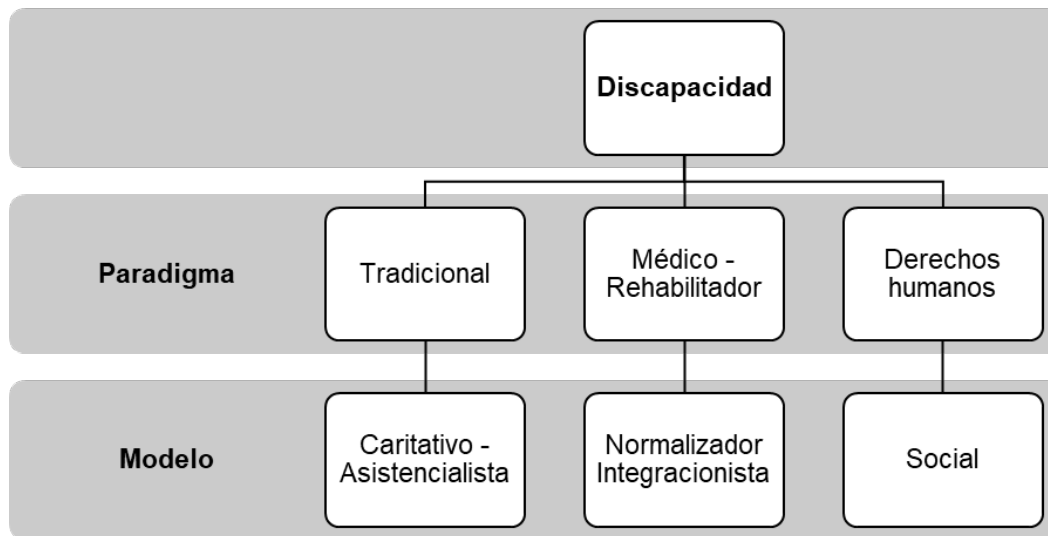 Discapacidad
Paradigma
Tradicional
Médico -
Rehabilitador
Derechos
humanos
Modelo
Caritativo -
Asistencialista
Normalizador
Integracionista
Social